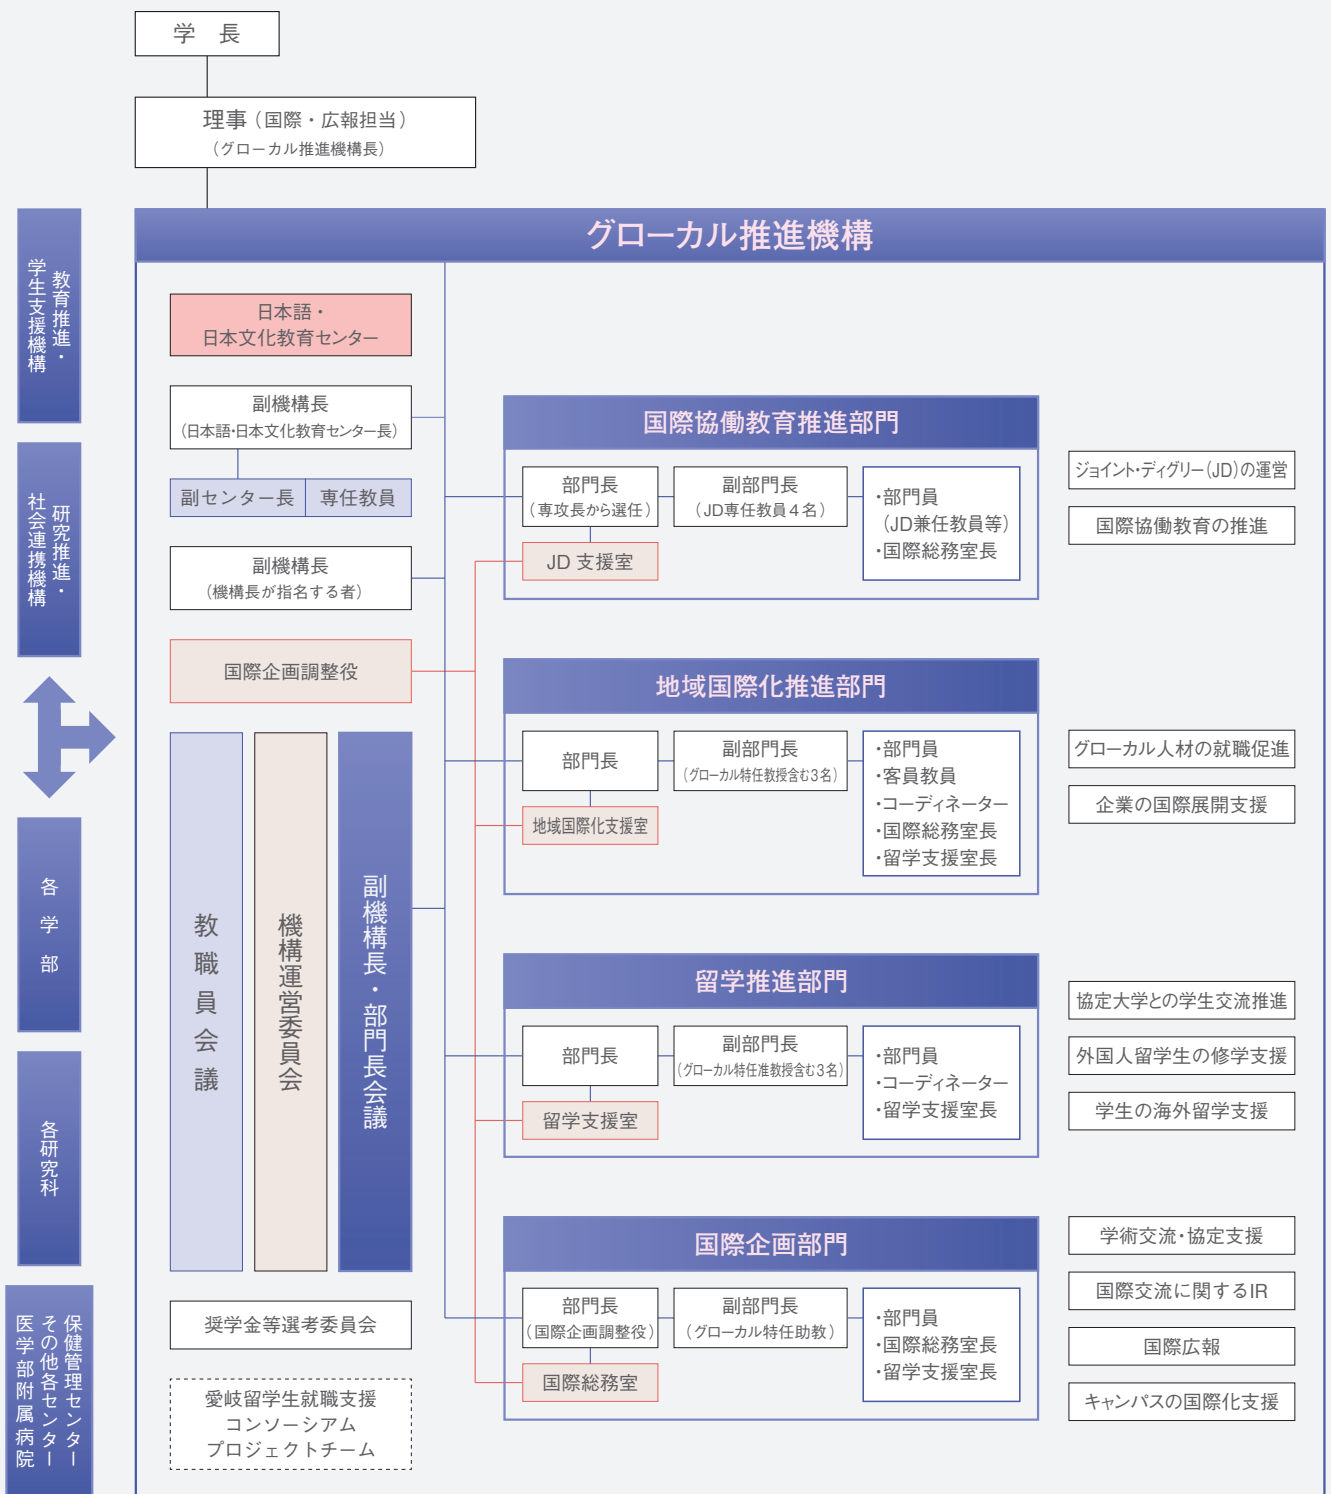 学 長
理事（国際・広報担当）
（グローカル推進機構長）
教育推進・
学生支援機構
研究推進・
社会連携機構
各学部
各研究科
保健管理センター
その他各センター
医学部附属病院
グローカル推進機構
日本語・
日本文化教育センター
副機構長
（日本語・日本文化教育センター長）
副センター長
専任教員
副機構長
（機構長が指名する者）
国際企画調整役
教職員会議
機構運営委員会
副機構長・部門長会議
奨学金等選考委員会
愛岐留学生就職支援
コンソーシアム
プロジェクトチーム
国際協働教育推進部門
部門長
（専攻長から選任）
副部門長
（JD専任教員４名）
・部門員
（JD兼任教員等）
・国際総務室長
JD 支援室
ジョイント・ディグリー（JD）の運営
国際協働教育の推進
地域国際化推進部門
部門長
副部門長
（グローカル特任教授含む3名）
・部門員
・客員教員
・コーディネーター
・国際総務室長
・留学支援室長
地域国際化支援室
グローカル人材の就職促進
企業の国際展開支援
留学推進部門
部門長
副部門長
（グローカル特任准教授含む3名）
・部門員
・コーディネーター
・留学支援室長
留学支援室
協定大学との学生交流推進
外国人留学生の修学支援
学生の海外留学支援
国際企画部門
部門長
（国際企画調整役）
副部門長
（グローカル特任助教）
・部門員
・国際総務室長
・留学支援室長
国際総務室
学術交流・協定支援
国際交流に関するIR
国際広報
キャンパスの国際化支援